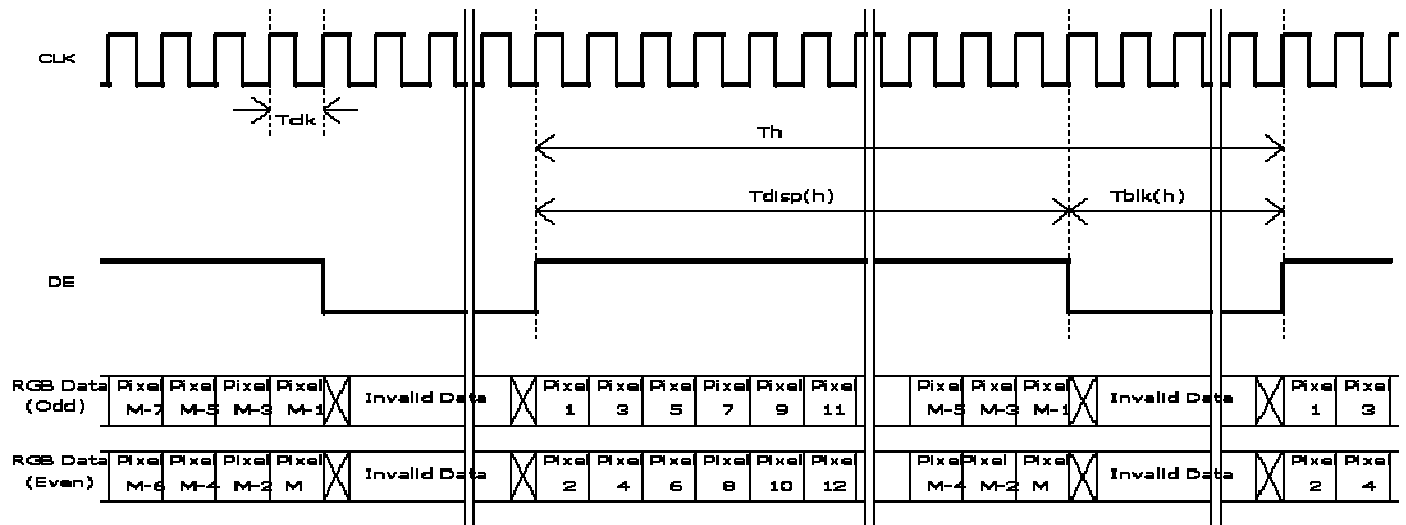 CLK
Tclk
Th
Tdisp(h)
Tblk(h)
DE
RGB Data Pixel Pixel Pixel Pixel Invalid Data Pixel Pixel Pixel Pixel Pixel Pixel Pixel Pixel Pixel Invalid Data Pixel Pixel
(Odd) M-7 M-5 M-3 M-1 1 3 5 7 9 11 M-5 M-3 M-1 1 3
RGB Data Pixel Pixel Pixel Pixel Invalid Data Pixel Pixel Pixel Pixel Pixel Pixel Pixel Pixel Pixel Invalid Data Pixel Pixel
(Even) M-6 M-4 M-2 M 2 4 6 8 10 12 M-4 M-2 M 2 4